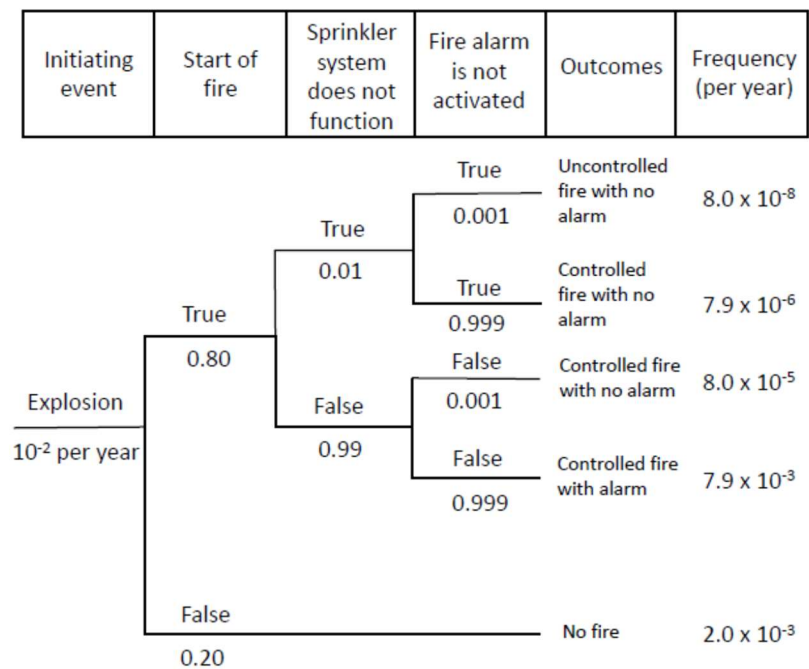 Initiating
event
Start of
fire
Sprinkler
system
does not
function
Fire alarm
is not
activated
Outcomes
Frequency
(per year)
True
0.001
Uncontrolled
fire with no
alarm
8.0 x 10⁻⁸
True
0.01
True
0.999
Controlled
fire with no
alarm
7.9 x 10⁻⁶
True
0.80
False
0.001
Controlled fire
with no alarm
8.0 x 10⁻⁵
Explosion
10⁻² per year
False
0.99
False
0.999
Controlled fire
with alarm
7.9 x 10⁻³
False
0.20
No fire
2.0 x 10⁻³